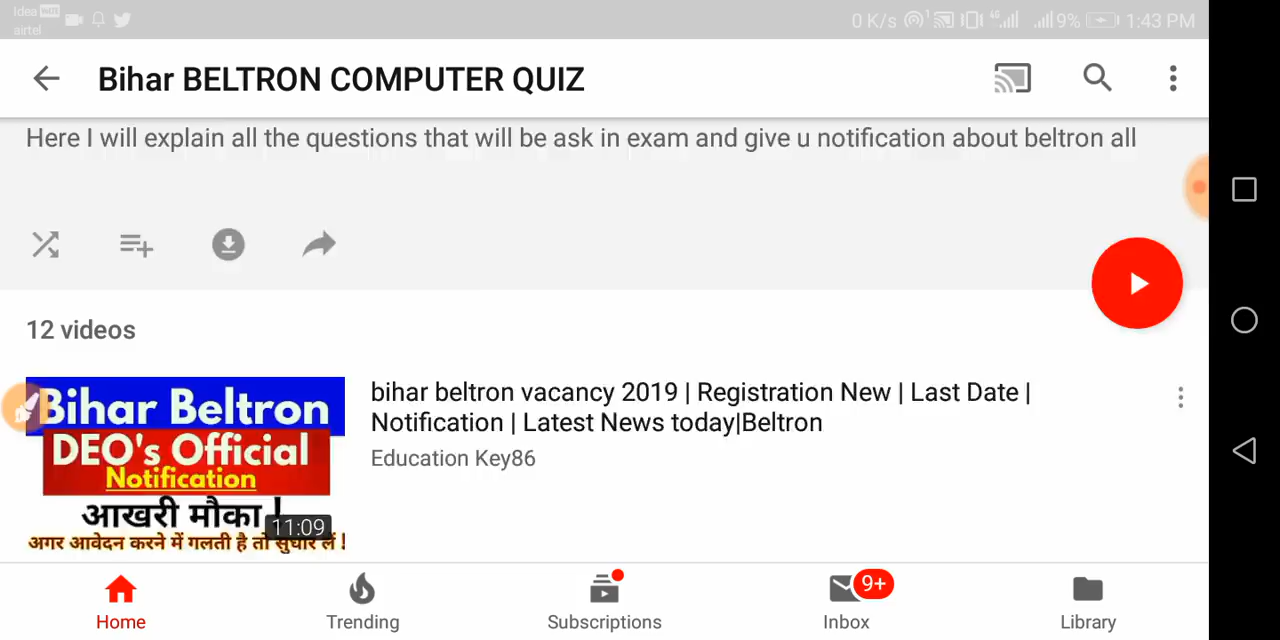 Idea VoLTE
airtel
0 K/s 4G 9% 1:43 PM
Bihar BELTRON COMPUTER QUIZ
Here I will explain all the questions that will be ask in exam and give u notification about beltron all
12 videos
Bihar Beltron
DEO's Official
Notification
आखरी मौका !
11:09
अगर आवेदन करने में गलती है तो सुधार लें !
bihar beltron vacancy 2019 | Registration New | Last Date |
Notification | Latest News today|Beltron
Education Key86
9+
Home Trending Subscriptions Inbox Library